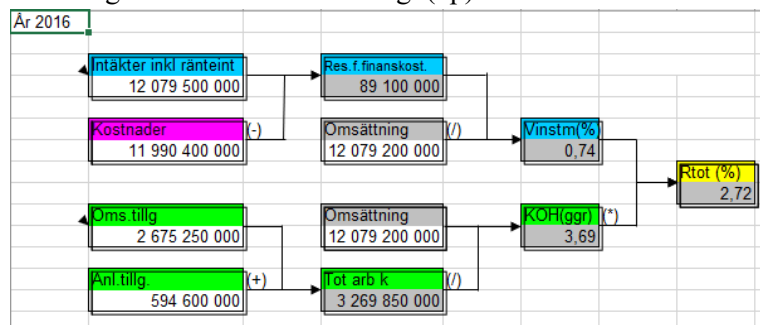 År 2016
Intäkter inkl ränteint
12 079 500 000
Res.f.finanskost.
89 100 000
Kostnader
(-)
11 990 400 000
Omsättning
(/)
12 079 200 000
Vinstm(%)
0,74
Rtot (%)
2,72
Oms.tillg
2 675 250 000
Omsättning
12 079 200 000
KOH(ggr)
(*)
3,69
Anl.tillg.
(+)
594 600 000
Tot arb k
(/)
3 269 850 000